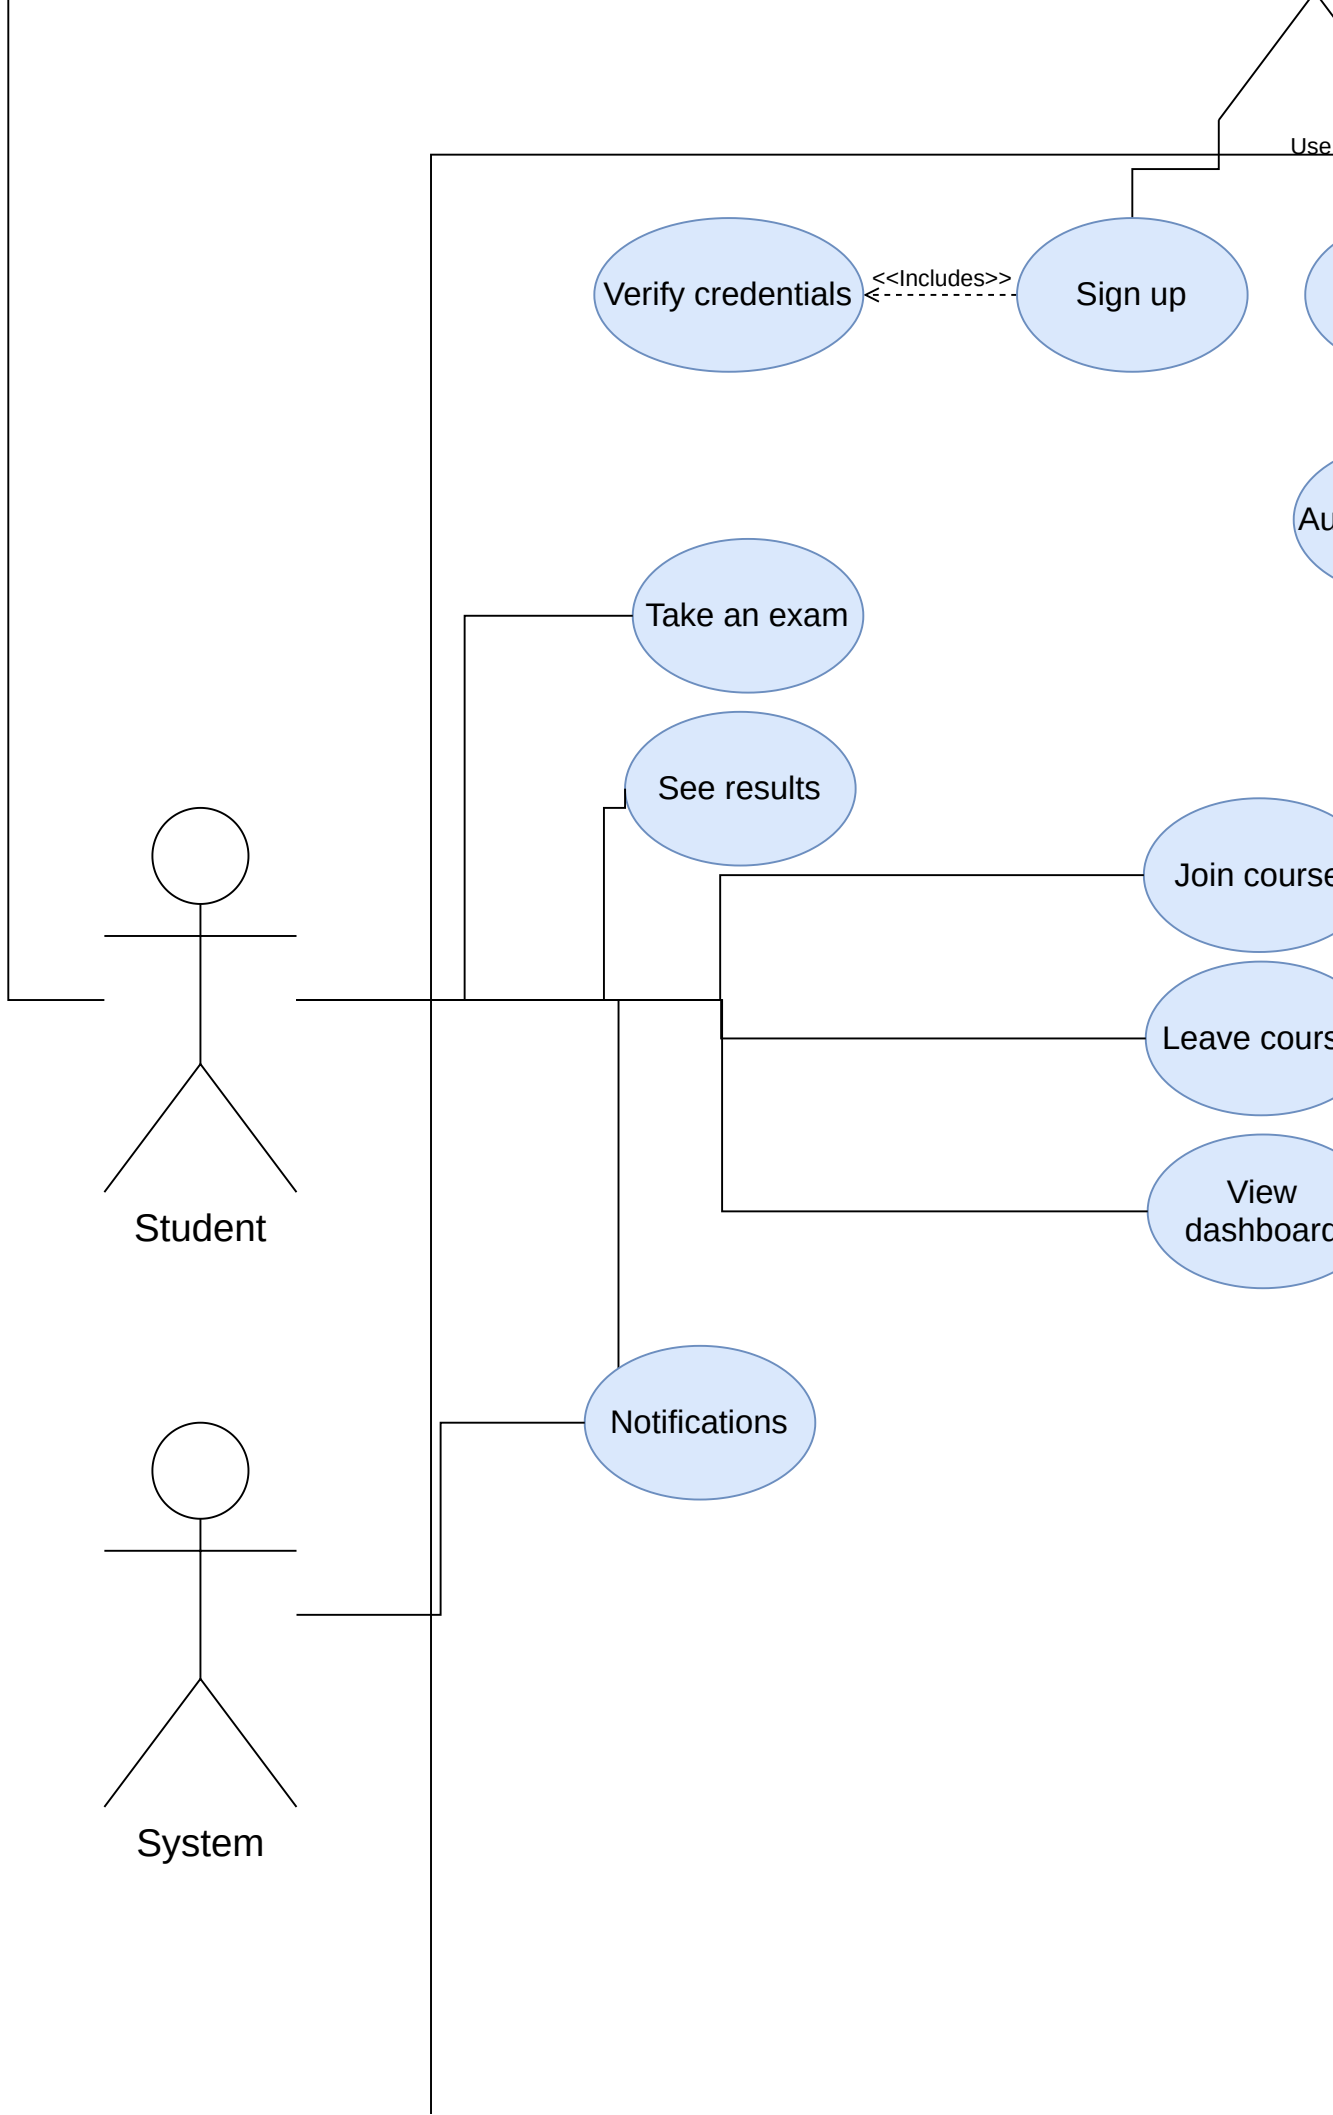 Use
<<Includes>>
Verify credentials
Sign up
Au
Take an exam
See results
Join course
Leave cours
View
dashboard
Student
Notifications
System